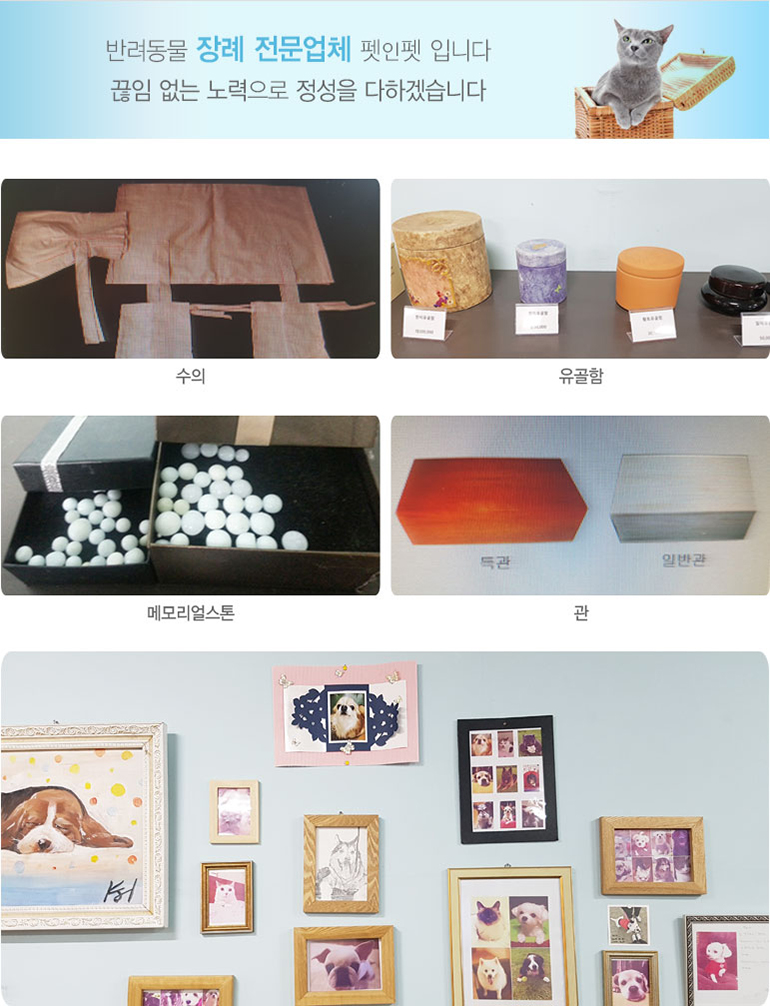 반려동물 장례 전문업체 펫인펫 입니다
끊임 없는 노력으로 정성을 다하겠습니다
수의
유골함
특관
일반관
메모리얼스톤
관